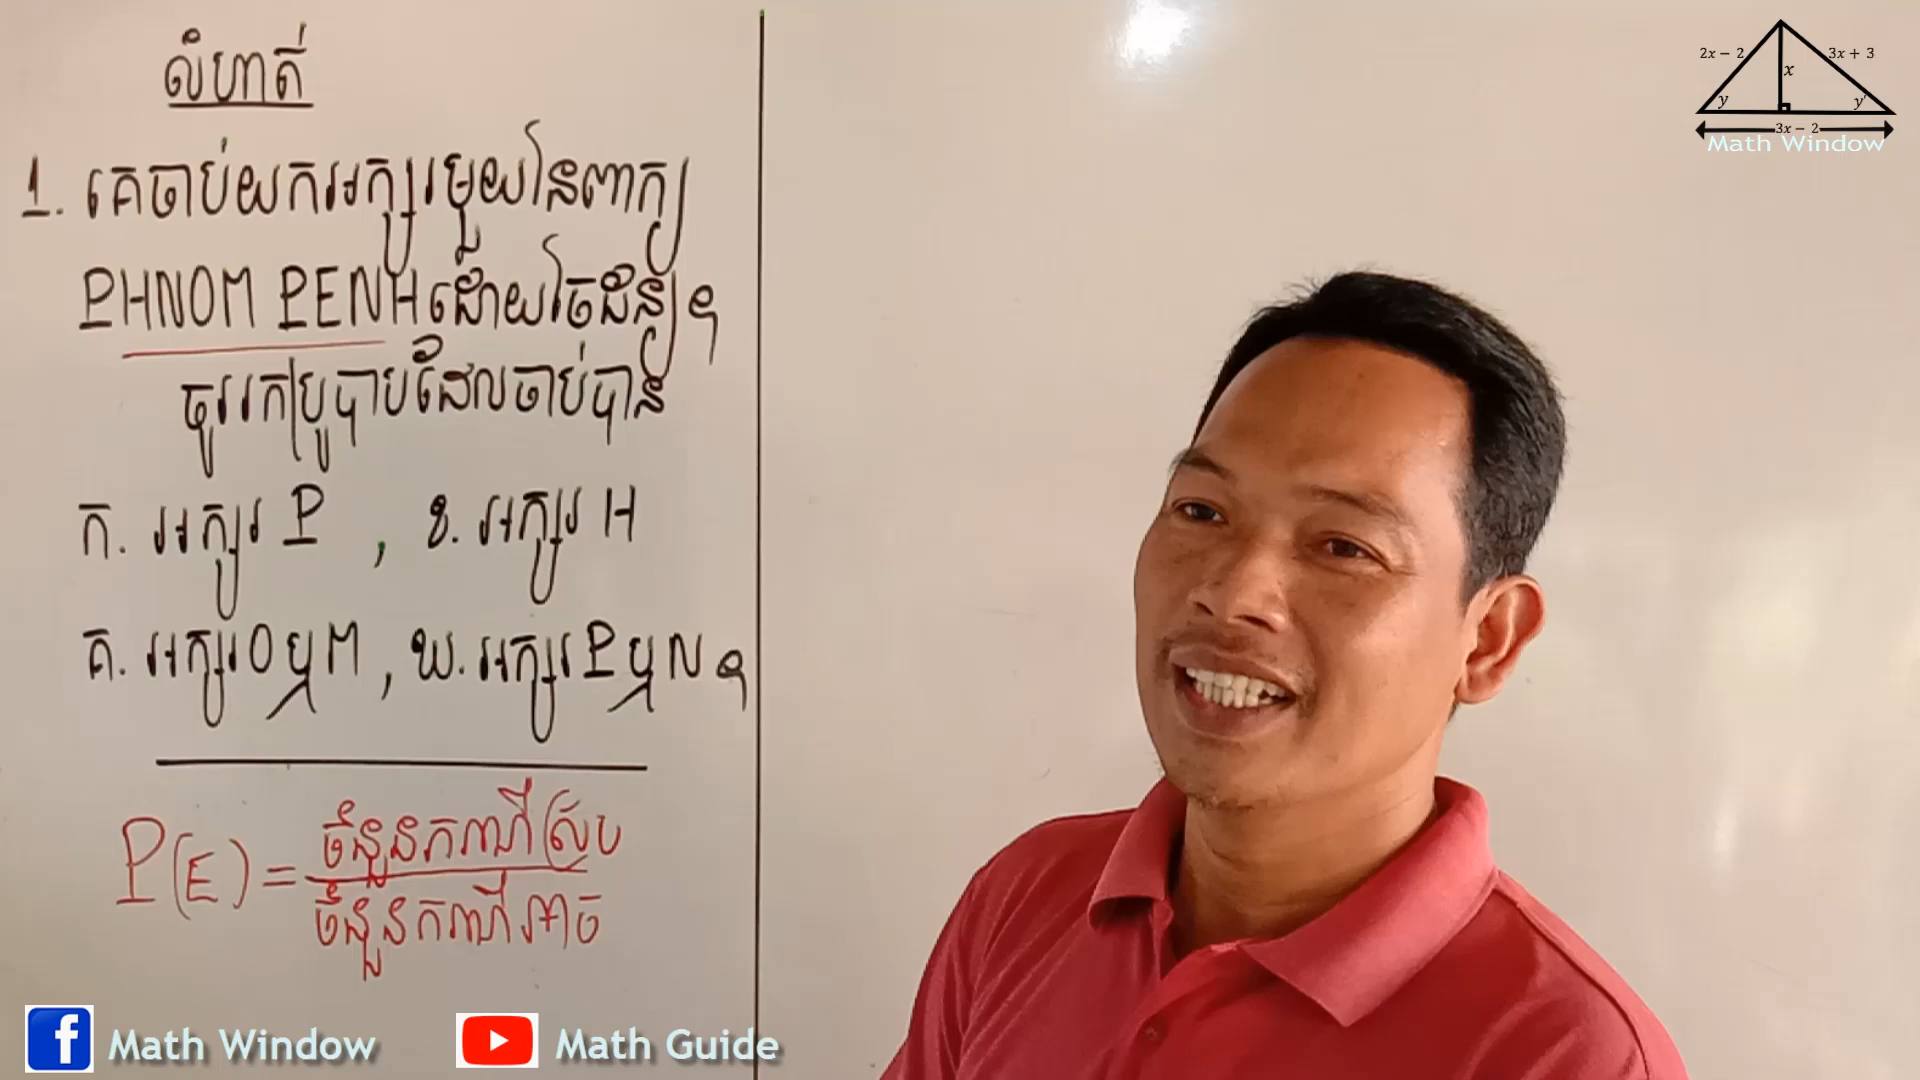 លំហាត់
1. គេចាប់យកអក្សរមួយនៃពាក្យ
PHNOM PENH ដោយចៃដន្យ ។
ចូររកប្រូបាបដែលចាប់បាន
ក. អក្សរ P , ខ. អក្សរ H
គ. អក្សរ O ឬ M , ឃ. អក្សរ P ឬ N ។
P(E) = ចំនួនករណីស្រប
ចំនួនករណីអាច
2x − 2
3x + 3
x
y
y'
3x − 2
Math Window
Math Window
Math Guide